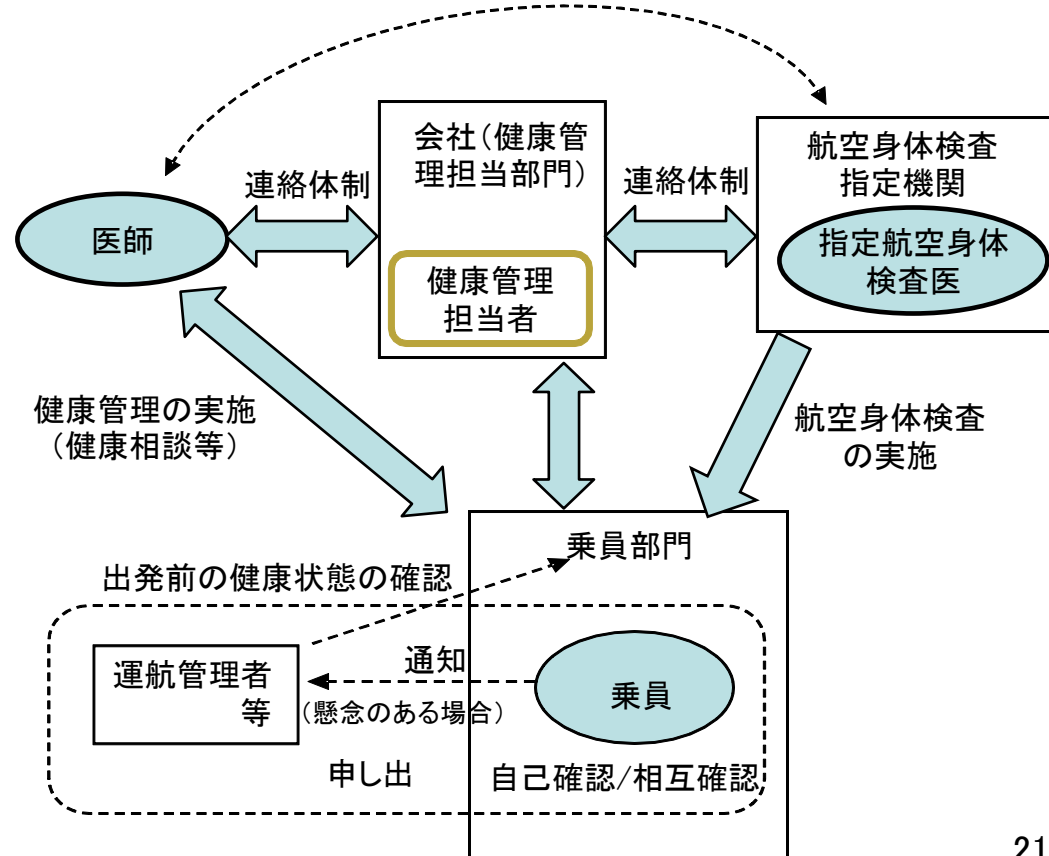 会社（健康管
理担当部門）
航空身体検査
指定機関
連絡体制
連絡体制
医師
指定航空身体
検査医
健康管理
担当者
健康管理の実施
（健康相談等）
航空身体検査
の実施
乗員部門
出発前の健康状態の確認
運航管理者
等
通知
（懸念のある場合）
乗員
申し出
自己確認/相互確認
21